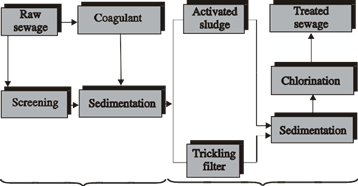 Raw
sewage
Coagulant
Activated
sludge
Treated
sewage
Chlorination
Screening
Sedimentation
Sedimentation
Trickling
filter